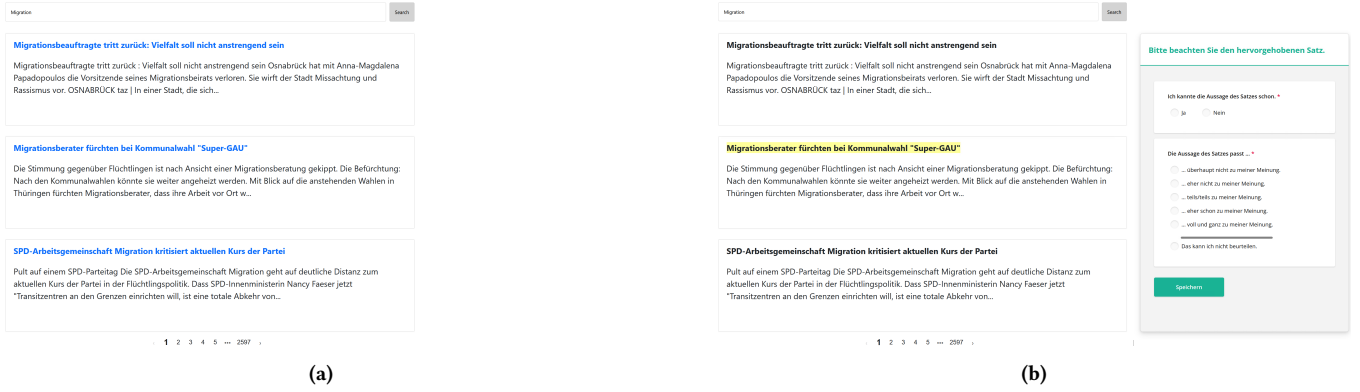 Migration
Search
Migrationsbeauftragte tritt zurück: Vielfalt soll nicht anstrengend sein
Migrationsbeauftragte tritt zurück : Vielfalt soll nicht anstrengend sein Osnabrück hat mit Anna-Magdalena
Papadopoulos die Vorsitzende seines Migrationsbeirats verloren. Sie wirft der Stadt Missachtung und
Rassismus vor. OSNABRÜCK taz | In einer Stadt, die sich...
Migrationsberater fürchten bei Kommunalwahl "Super-GAU"
Die Stimmung gegenüber Flüchtlingen ist nach Ansicht einer Migrationsberatung gekippt. Die Befürchtung:
Nach den Kommunalwahlen könnte sie weiter angeheizt werden. Mit Blick auf die anstehenden Wahlen in
Thüringen fürchten Migrationsberater, dass ihre Arbeit vor Ort w...
SPD-Arbeitsgemeinschaft Migration kritisiert aktuellen Kurs der Partei
Pult auf einem SPD-Parteitag Die SPD-Arbeitsgemeinschaft Migration geht auf deutliche Distanz zum
aktuellen Kurs der Partei in der Flüchtlingspolitik. Dass SPD-Innenministerin Nancy Faeser jetzt
"Transitzentren an den Grenzen einrichten will, ist eine totale Abkehr von...
‹ 1 2 3 4 5 ••• 2597 ›
(a)
Migration
Search
Migrationsbeauftragte tritt zurück: Vielfalt soll nicht anstrengend sein
Migrationsbeauftragte tritt zurück : Vielfalt soll nicht anstrengend sein Osnabrück hat mit Anna-Magdalena
Papadopoulos die Vorsitzende seines Migrationsbeirats verloren. Sie wirft der Stadt Missachtung und
Rassismus vor. OSNABRÜCK taz | In einer Stadt, die sich...
Migrationsberater fürchten bei Kommunalwahl "Super-GAU"
Die Stimmung gegenüber Flüchtlingen ist nach Ansicht einer Migrationsberatung gekippt. Die Befürchtung:
Nach den Kommunalwahlen könnte sie weiter angeheizt werden. Mit Blick auf die anstehenden Wahlen in
Thüringen fürchten Migrationsberater, dass ihre Arbeit vor Ort w...
SPD-Arbeitsgemeinschaft Migration kritisiert aktuellen Kurs der Partei
Pult auf einem SPD-Parteitag Die SPD-Arbeitsgemeinschaft Migration geht auf deutliche Distanz zum
aktuellen Kurs der Partei in der Flüchtlingspolitik. Dass SPD-Innenministerin Nancy Faeser jetzt
"Transitzentren an den Grenzen einrichten will, ist eine totale Abkehr von...
‹ 1 2 3 4 5 ••• 2597 ›
Bitte beachten Sie den hervorgehobenen Satz.
Ich kannte die Aussage des Satzes schon. *
Ja Nein
Die Aussage des Satzes passt ... *
... überhaupt nicht zu meiner Meinung.
... eher nicht zu meiner Meinung.
... teils/teils zu meiner Meinung.
... eher schon zu meiner Meinung.
... voll und ganz zu meiner Meinung.
Das kann ich nicht beurteilen.
Speichern
(b)